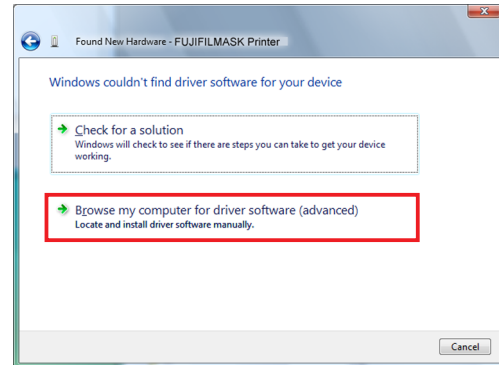 Found New Hardware - FUJIFILMASK Printer
Windows couldn't find driver software for your device
Check for a solution
Windows will check to see if there are steps you can take to get your device
working.
Browse my computer for driver software (advanced)
Locate and install driver software manually.
Cancel